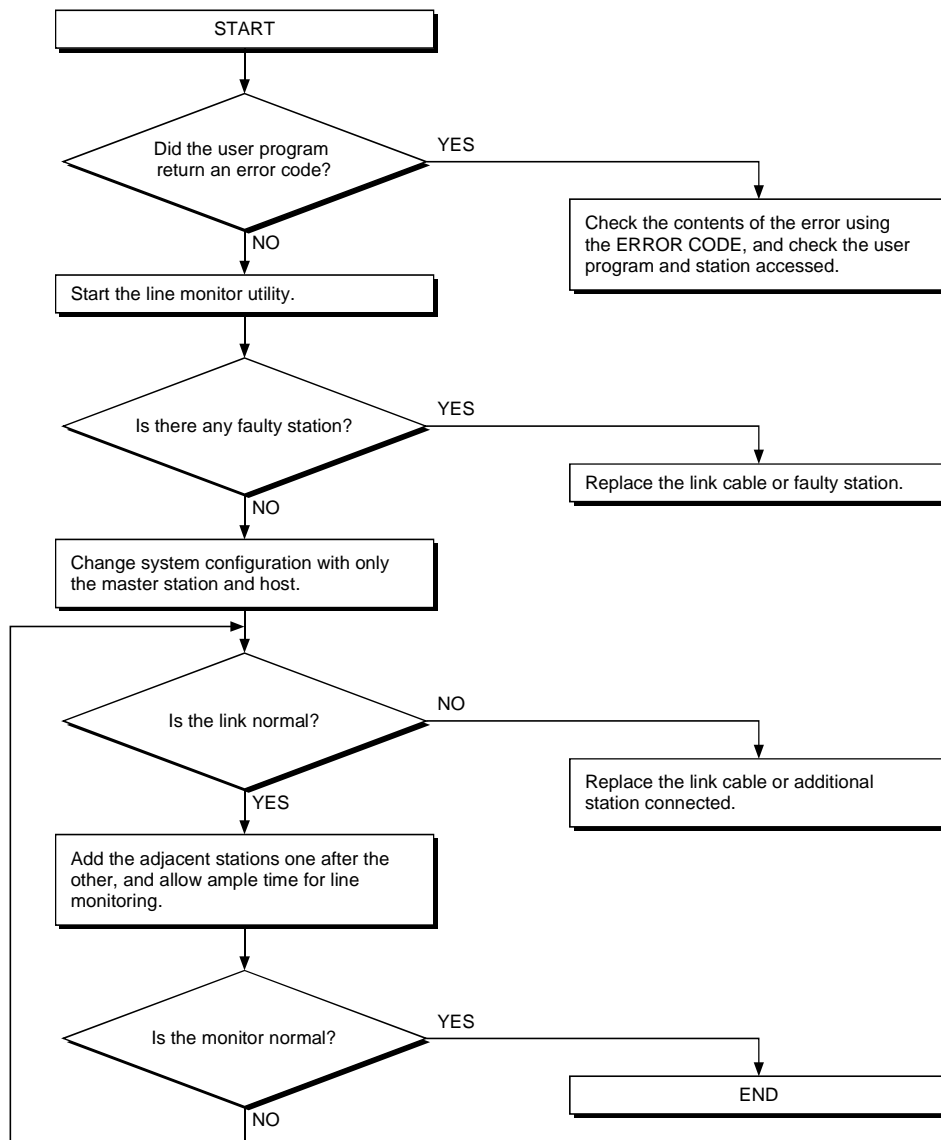 START
Did the user program
return an error code?
YES
NO
Check the contents of the error using
the ERROR CODE, and check the user
program and station accessed.
Start the line monitor utility.
Is there any faulty station?
YES
NO
Replace the link cable or faulty station.
Change system configuration with only
the master station and host.
Is the link normal?
NO
YES
Replace the link cable or additional
station connected.
Add the adjacent stations one after the
other, and allow ample time for line
monitoring.
Is the monitor normal?
YES
NO
END